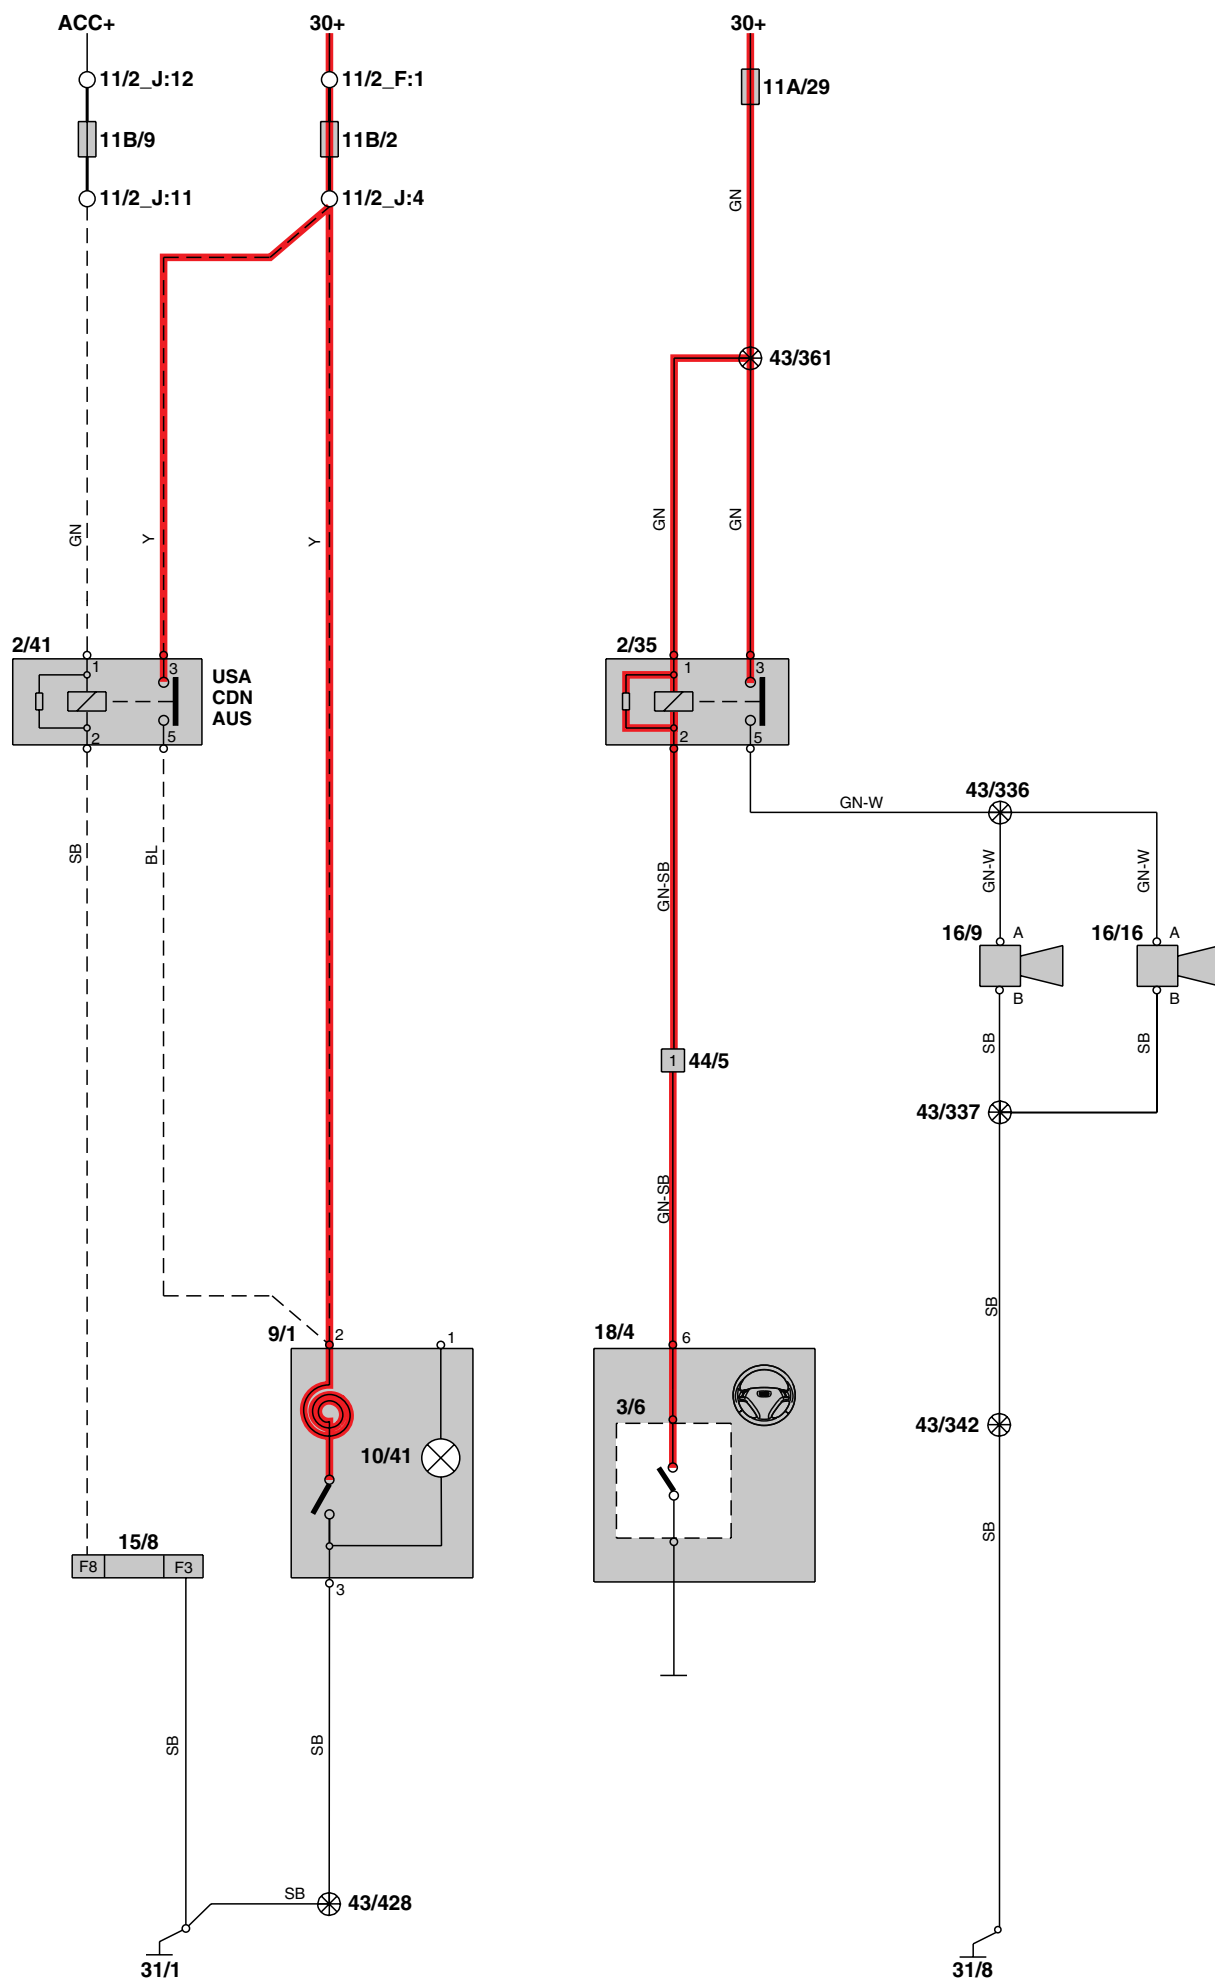 ACC+
30+
30+
11/2_J:12
11/2_F:1
11A/29
11B/9
11B/2
11/2_J:11
11/2_J:4
GN
43/361
GN
Y
Y
GN
GN
2/41
2/35
1
3
USA
CDN
AUS
1
3
2
5
2
5
43/336
GN-W
SB
BL
GN-SB
GN-W
GN-W
16/9
A
16/16
A
B
B
SB
SB
1
44/5
43/337
GN-SB
SB
9/1
2
1
18/4
6
3/6
43/342
10/41
SB
15/8
F8
F3
3
SB
SB
SB
43/428
31/1
31/8